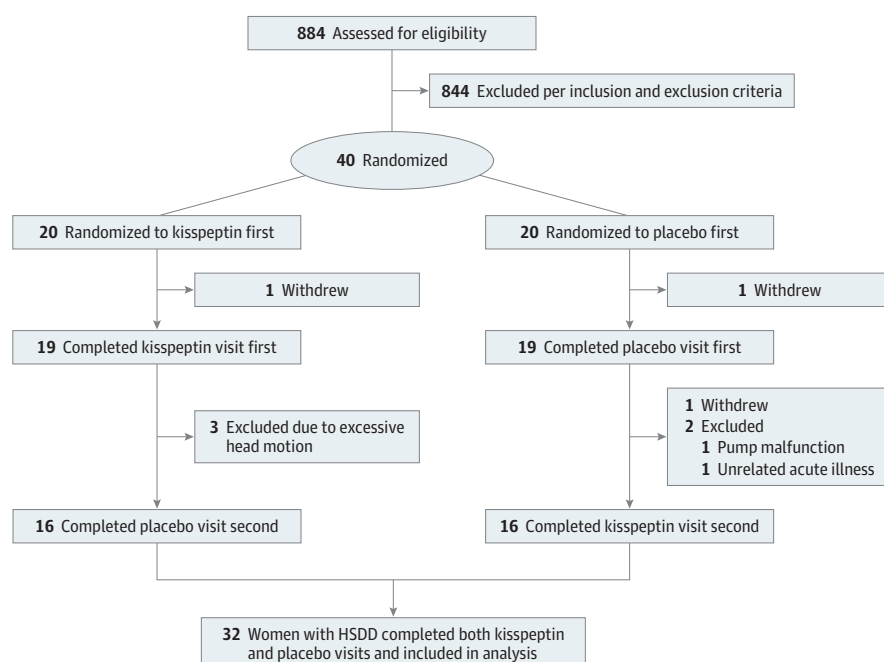 884 Assessed for eligibility
844 Excluded per inclusion and exclusion criteria
40 Randomized
20 Randomized to kisspeptin first
20 Randomized to placebo first
1 Withdrew
1 Withdrew
19 Completed kisspeptin visit first
19 Completed placebo visit first
3 Excluded due to excessive
head motion
1 Withdrew
2 Excluded
1 Pump malfunction
1 Unrelated acute illness
16 Completed placebo visit second
16 Completed kisspeptin visit second
32 Women with HSDD completed both kisspeptin
and placebo visits and included in analysis